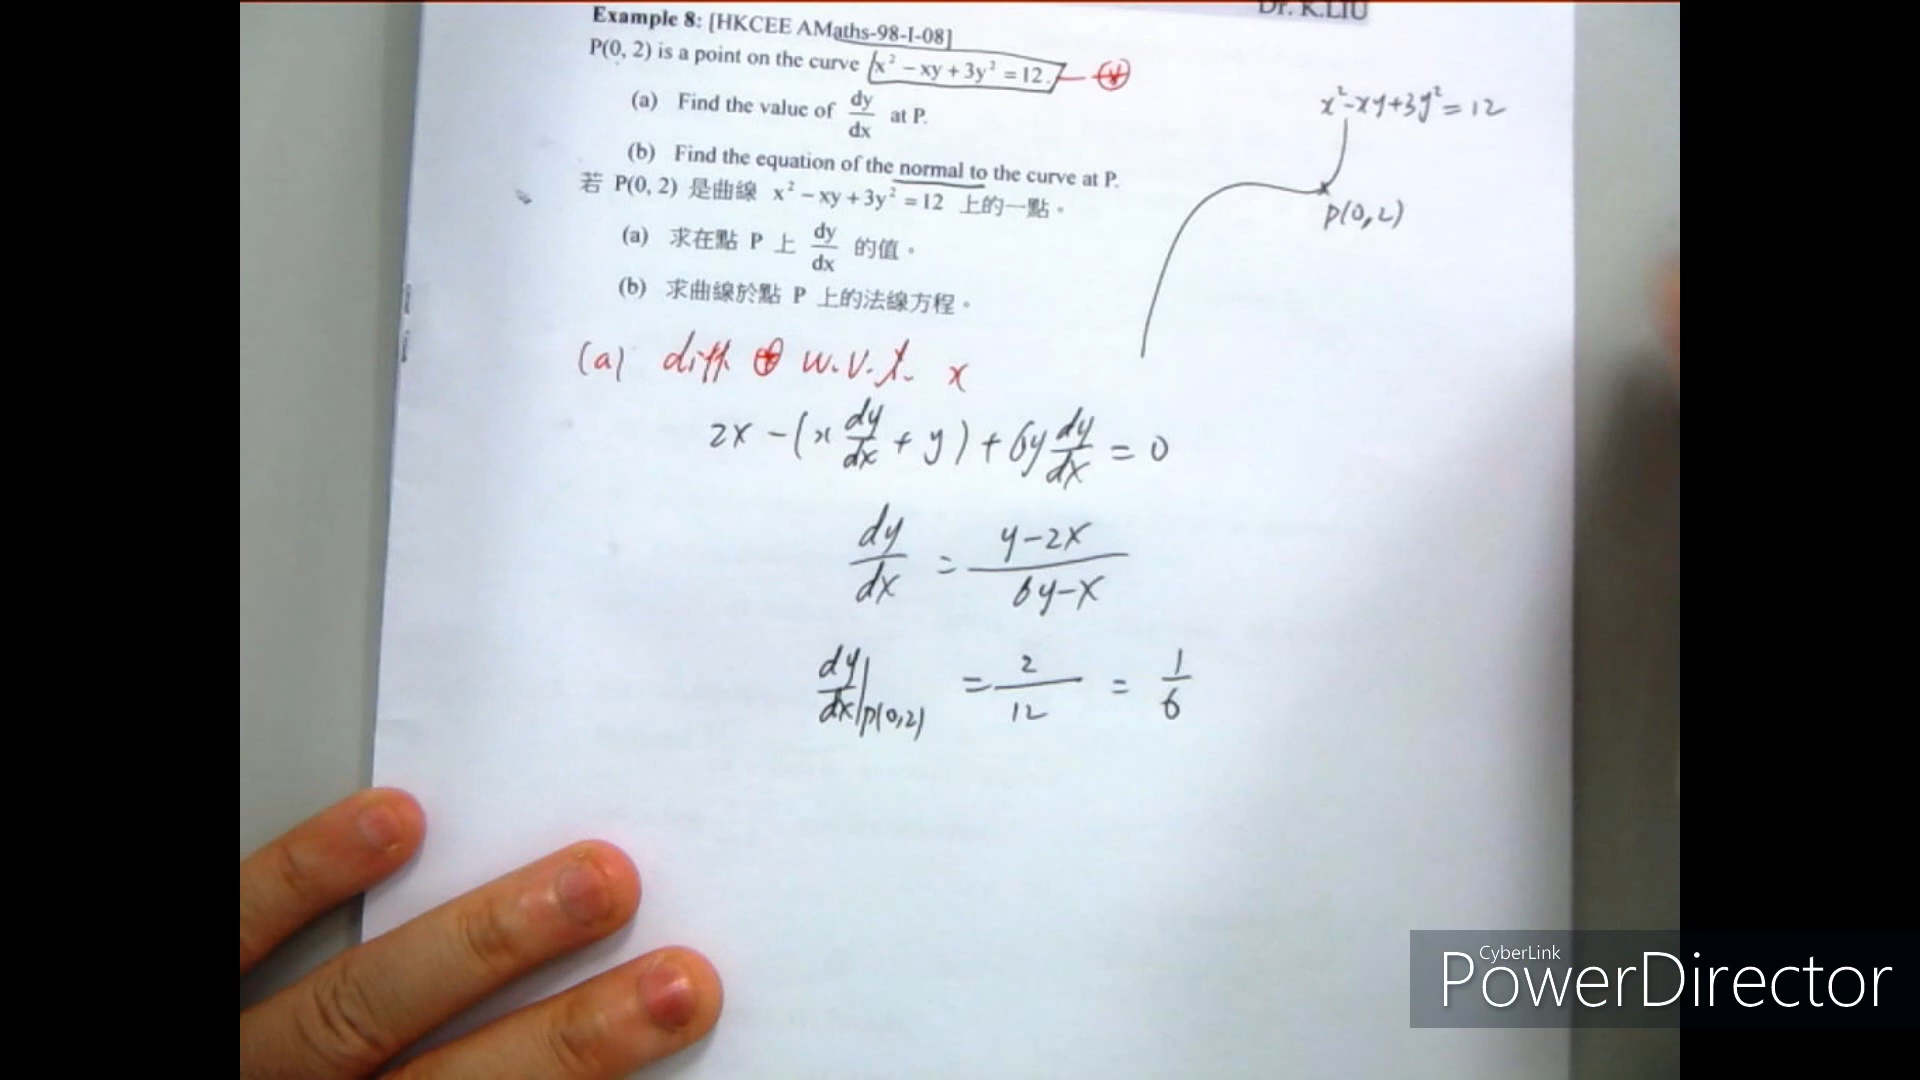 Dr. K.LIU
Example 8: [HKCEE AMaths-98-I-08]
P(0, 2) is a point on the curve x² − xy + 3y² = 12.
(a) Find the value of dy/dx at P.
(b) Find the equation of the normal to the curve at P.
若 P(0, 2) 是曲線 x² − xy + 3y² = 12 上的一點。
(a) 求在點 P 上 dy/dx 的值。
(b) 求曲線於點 P 上的法線方程。
x² - xy + 3y² = 12
P(0,2)
(a) diff. w.r.t. x
2x - (x dy/dx + y) + 6y dy/dx = 0
dy/dx = (y-2x)/(6y-x)
dy/dx|P(0,2) = 2/12 = 1/6
CyberLink
PowerDirector